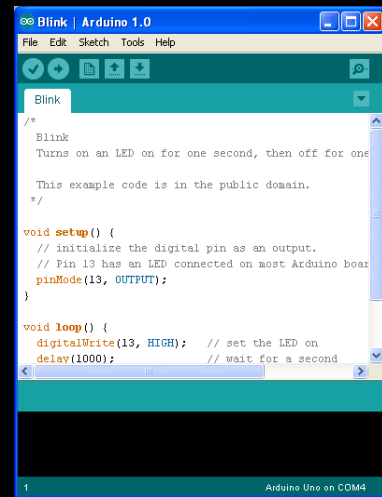 Blink | Arduino 1.0
File Edit Sketch Tools Help
Blink
/*
  Blink
  Turns on an LED on for one second, then off for one

  This example code is in the public domain.
 */

void setup() {
  // initialize the digital pin as an output.
  // Pin 13 has an LED connected on most Arduino boar
  pinMode(13, OUTPUT);
}

void loop() {
  digitalWrite(13, HIGH);   // set the LED on
  delay(1000);              // wait for a second
1
Arduino Uno on COM4